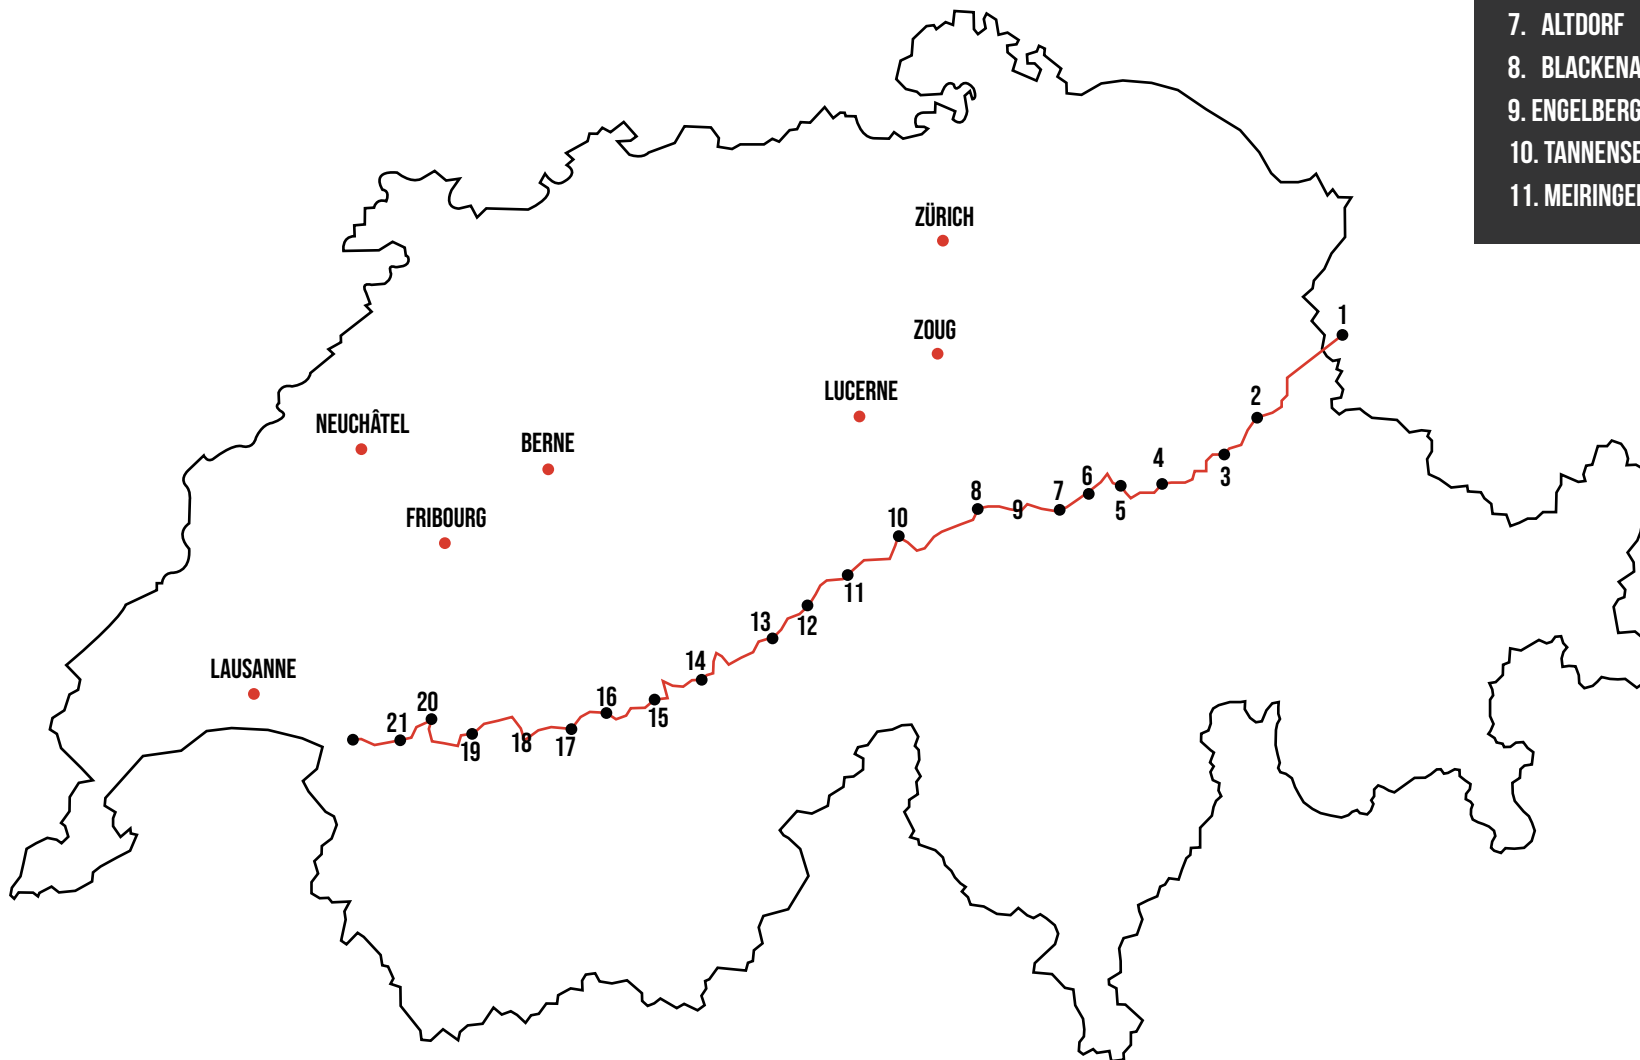 7. ALTDORF
8. BLACKENA
9. ENGELBERG
10. TANNENSE
11. MEIRINGE
ZÜRICH
ZOUG
LUCERNE
NEUCHÂTEL
BERNE
FRIBOURG
LAUSANNE
1
2
3
4
5
6
7
8
9
10
11
12
13
14
15
16
17
18
19
20
21